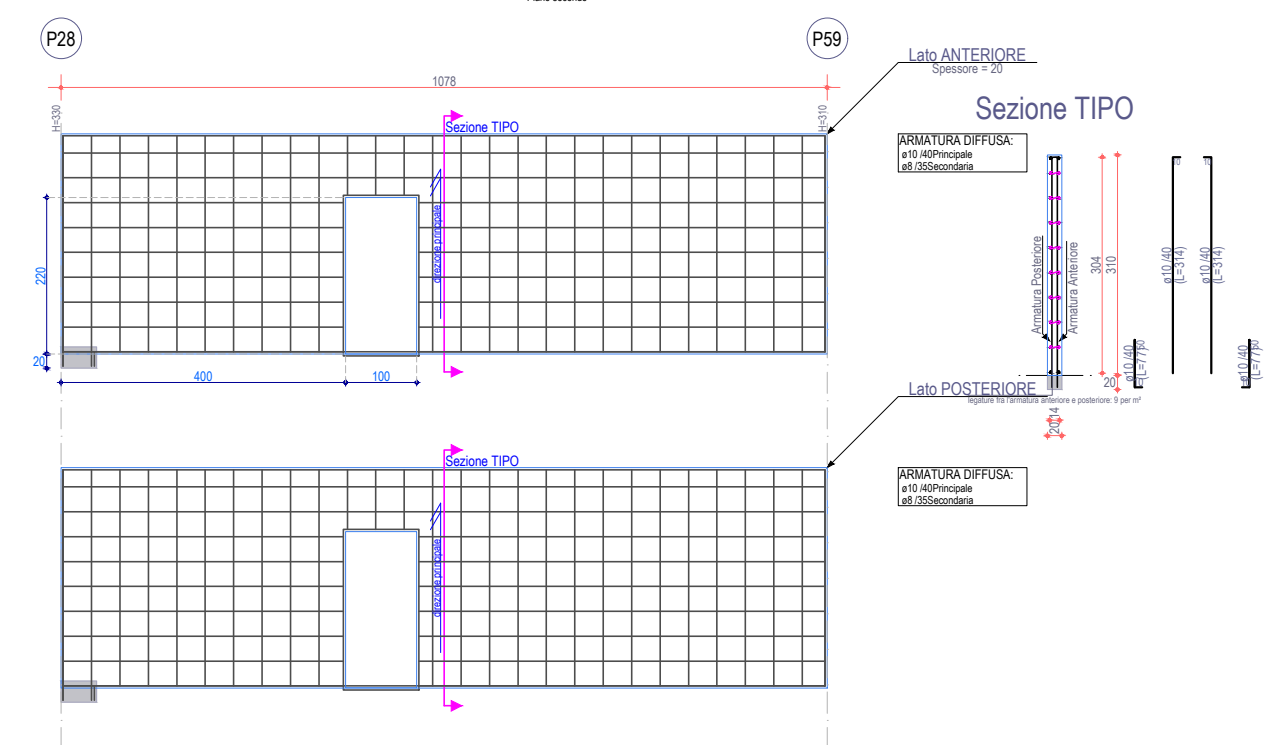 P28
P59
1078
H=330
H=310
Lato ANTERIORE
Spessore = 20
Sezione TIPO
Sezione TIPO
ARMATURA DIFFUSA:
ø10 /40Principale
ø8 /35Secondaria
direzione principale
220
20
400
100
Armatura Posteriore
Armatura Anteriore
304
310
10
10
ø10 /40
(L=314)
ø10 /40
(L=314)
ø10 /40
ø10 /40
20
legature fra l'armatura anteriore e posteriore: 9 per m²
14
20
Lato POSTERIORE
Sezione TIPO
ARMATURA DIFFUSA:
ø10 /40Principale
ø8 /35Secondaria
direzione principale